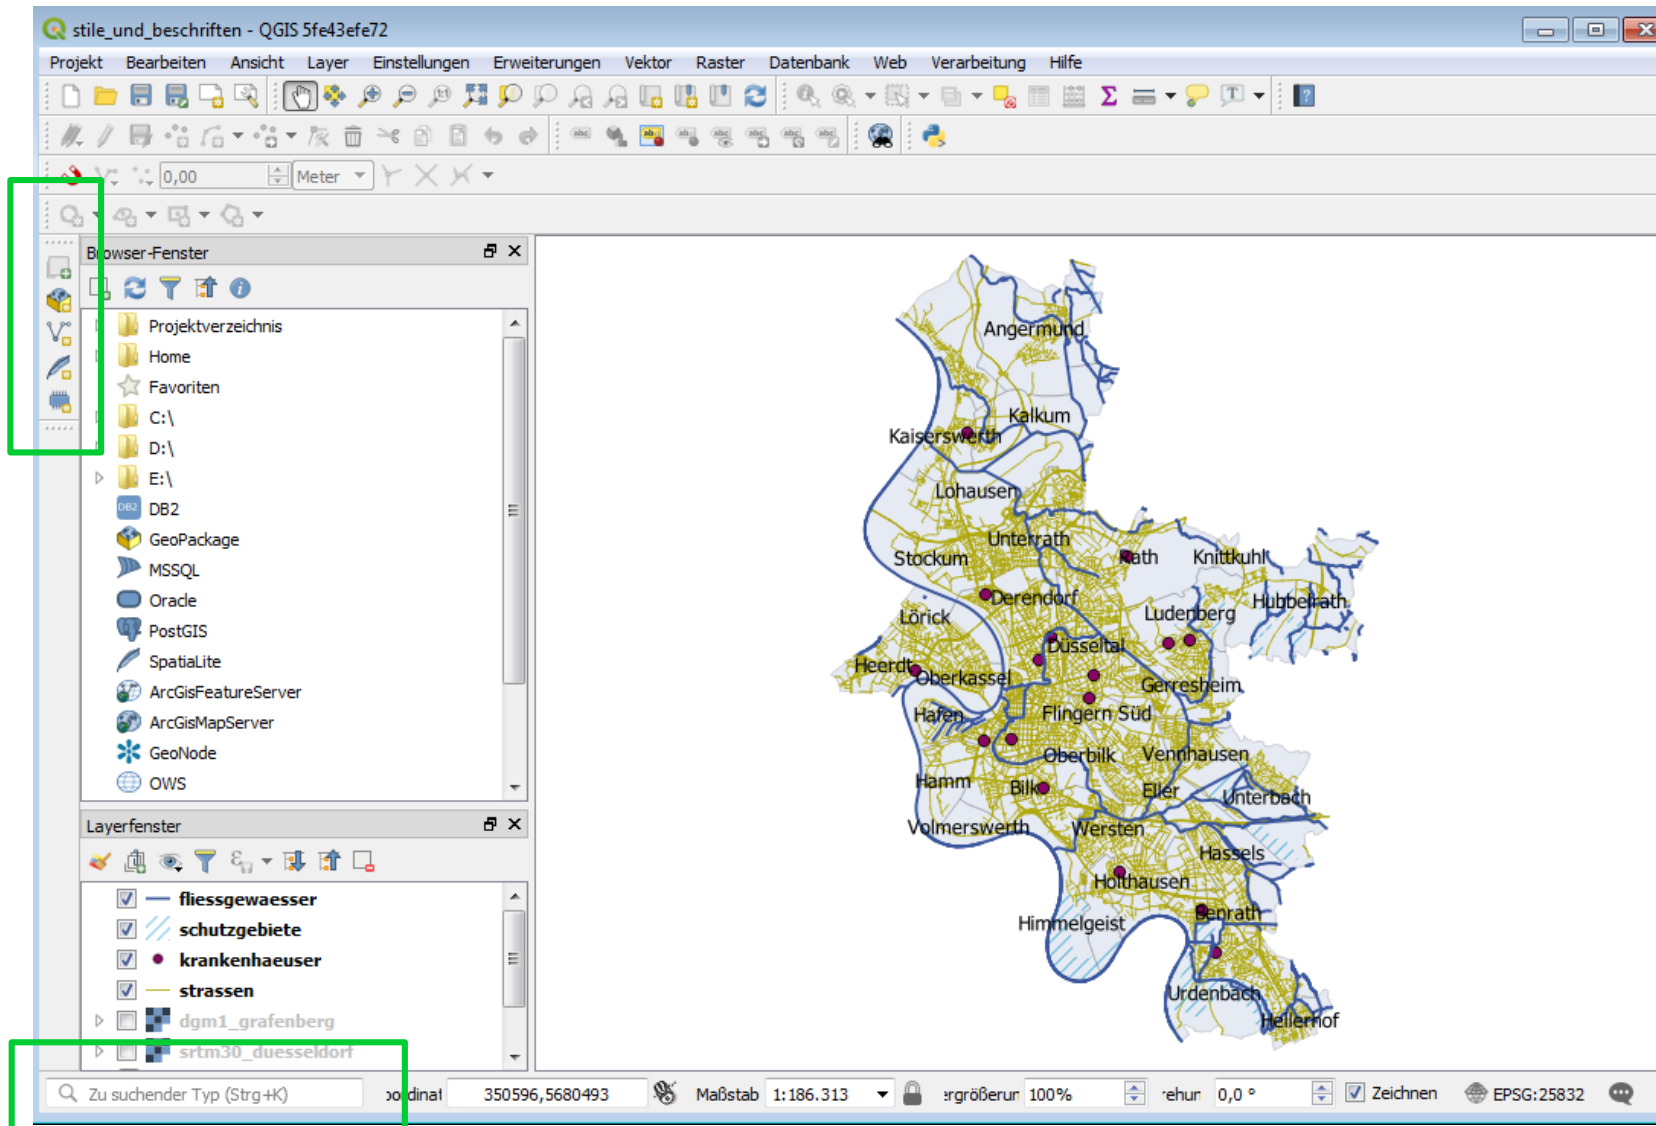 stile_und_beschriften - QGIS 5fe43efe72
Projekt Bearbeiten Ansicht Layer Einstellungen Erweiterungen Vektor Raster Datenbank Web Verarbeitung Hilfe
0,00 Meter
Browser-Fenster
Projektverzeichnis
Home
Favoriten
C:\
D:\
E:\
DB2
GeoPackage
MSSQL
Oracle
PostGIS
SpatiaLite
ArcGisFeatureServer
ArcGisMapServer
GeoNode
OWS
Layerfenster
fliessgewaesser
schutzgebiete
krankenhaeuser
strassen
dgm1_grafenberg
srtm30_duesseldorf
Angermund
Kalkum
Kaiserswerth
Lohausen
Unterrath
Stockum
Rath
Knittkuhl
Derendorf
Hubbelrath
Lörick
Ludenberg
Düsseltal
Heerdt
Oberkassel
Gerresheim
Hafen
Flingern Süd
Oberbilk
Vennhausen
Hamm
Bilk
Eller
Unterbach
Volmerswerth
Wersten
Hassels
Holthausen
Himmelgeist
Benrath
Urdenbach
Hellerhof
Zu suchender Typ (Strg+K) 350596,5680493 Maßstab 1:186.313 ergrößerur 100% ehur 0,0 ° Zeichnen EPSG:25832